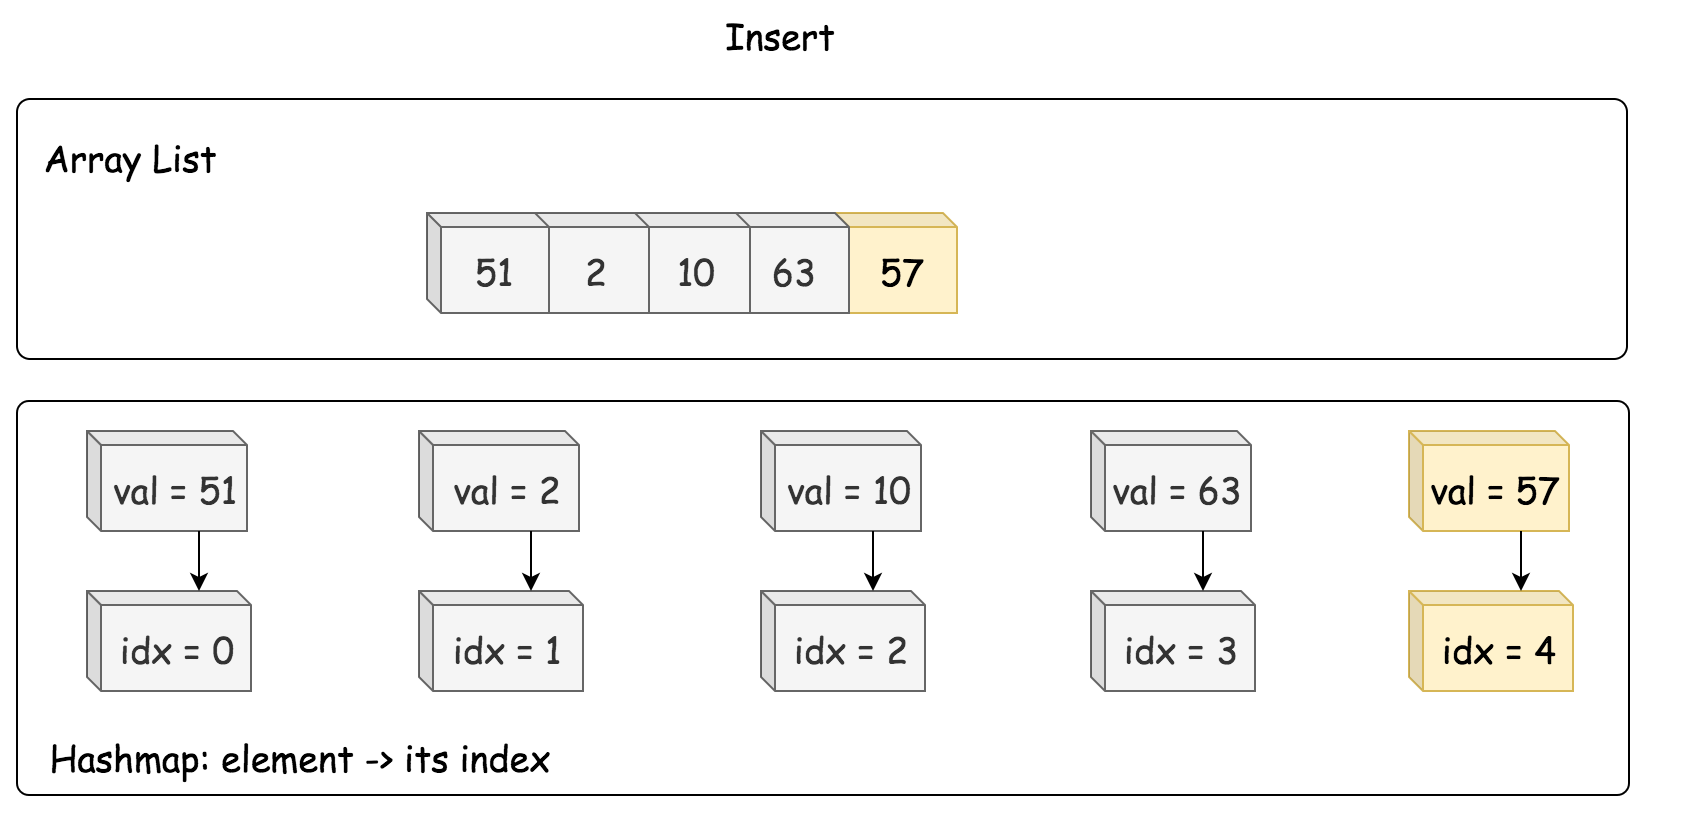 Insert
Array List
51 2 10 63 57
val = 51 val = 2 val = 10 val = 63 val = 57
idx = 0 idx = 1 idx = 2 idx = 3 idx = 4
Hashmap: element -> its index